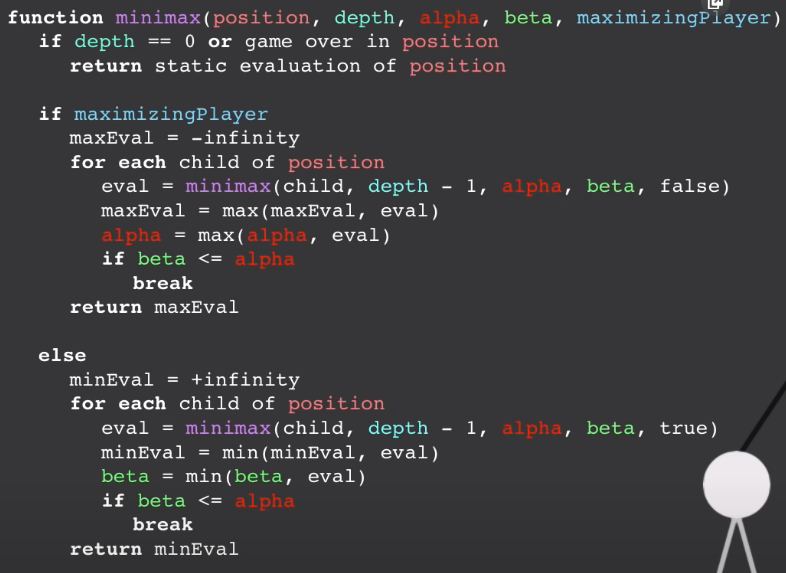 function minimax(position, depth, alpha, beta, maximizingPlayer)
if depth == 0 or game over in position
return static evaluation of position
if maximizingPlayer
maxEval = -infinity
for each child of position
eval = minimax(child, depth - 1, alpha, beta, false)
maxEval = max(maxEval, eval)
alpha = max(alpha, eval)
if beta <= alpha
break
return maxEval
else
minEval = +infinity
for each child of position
eval = minimax(child, depth - 1, alpha, beta, true)
minEval = min(minEval, eval)
beta = min(beta, eval)
if beta <= alpha
break
return minEval